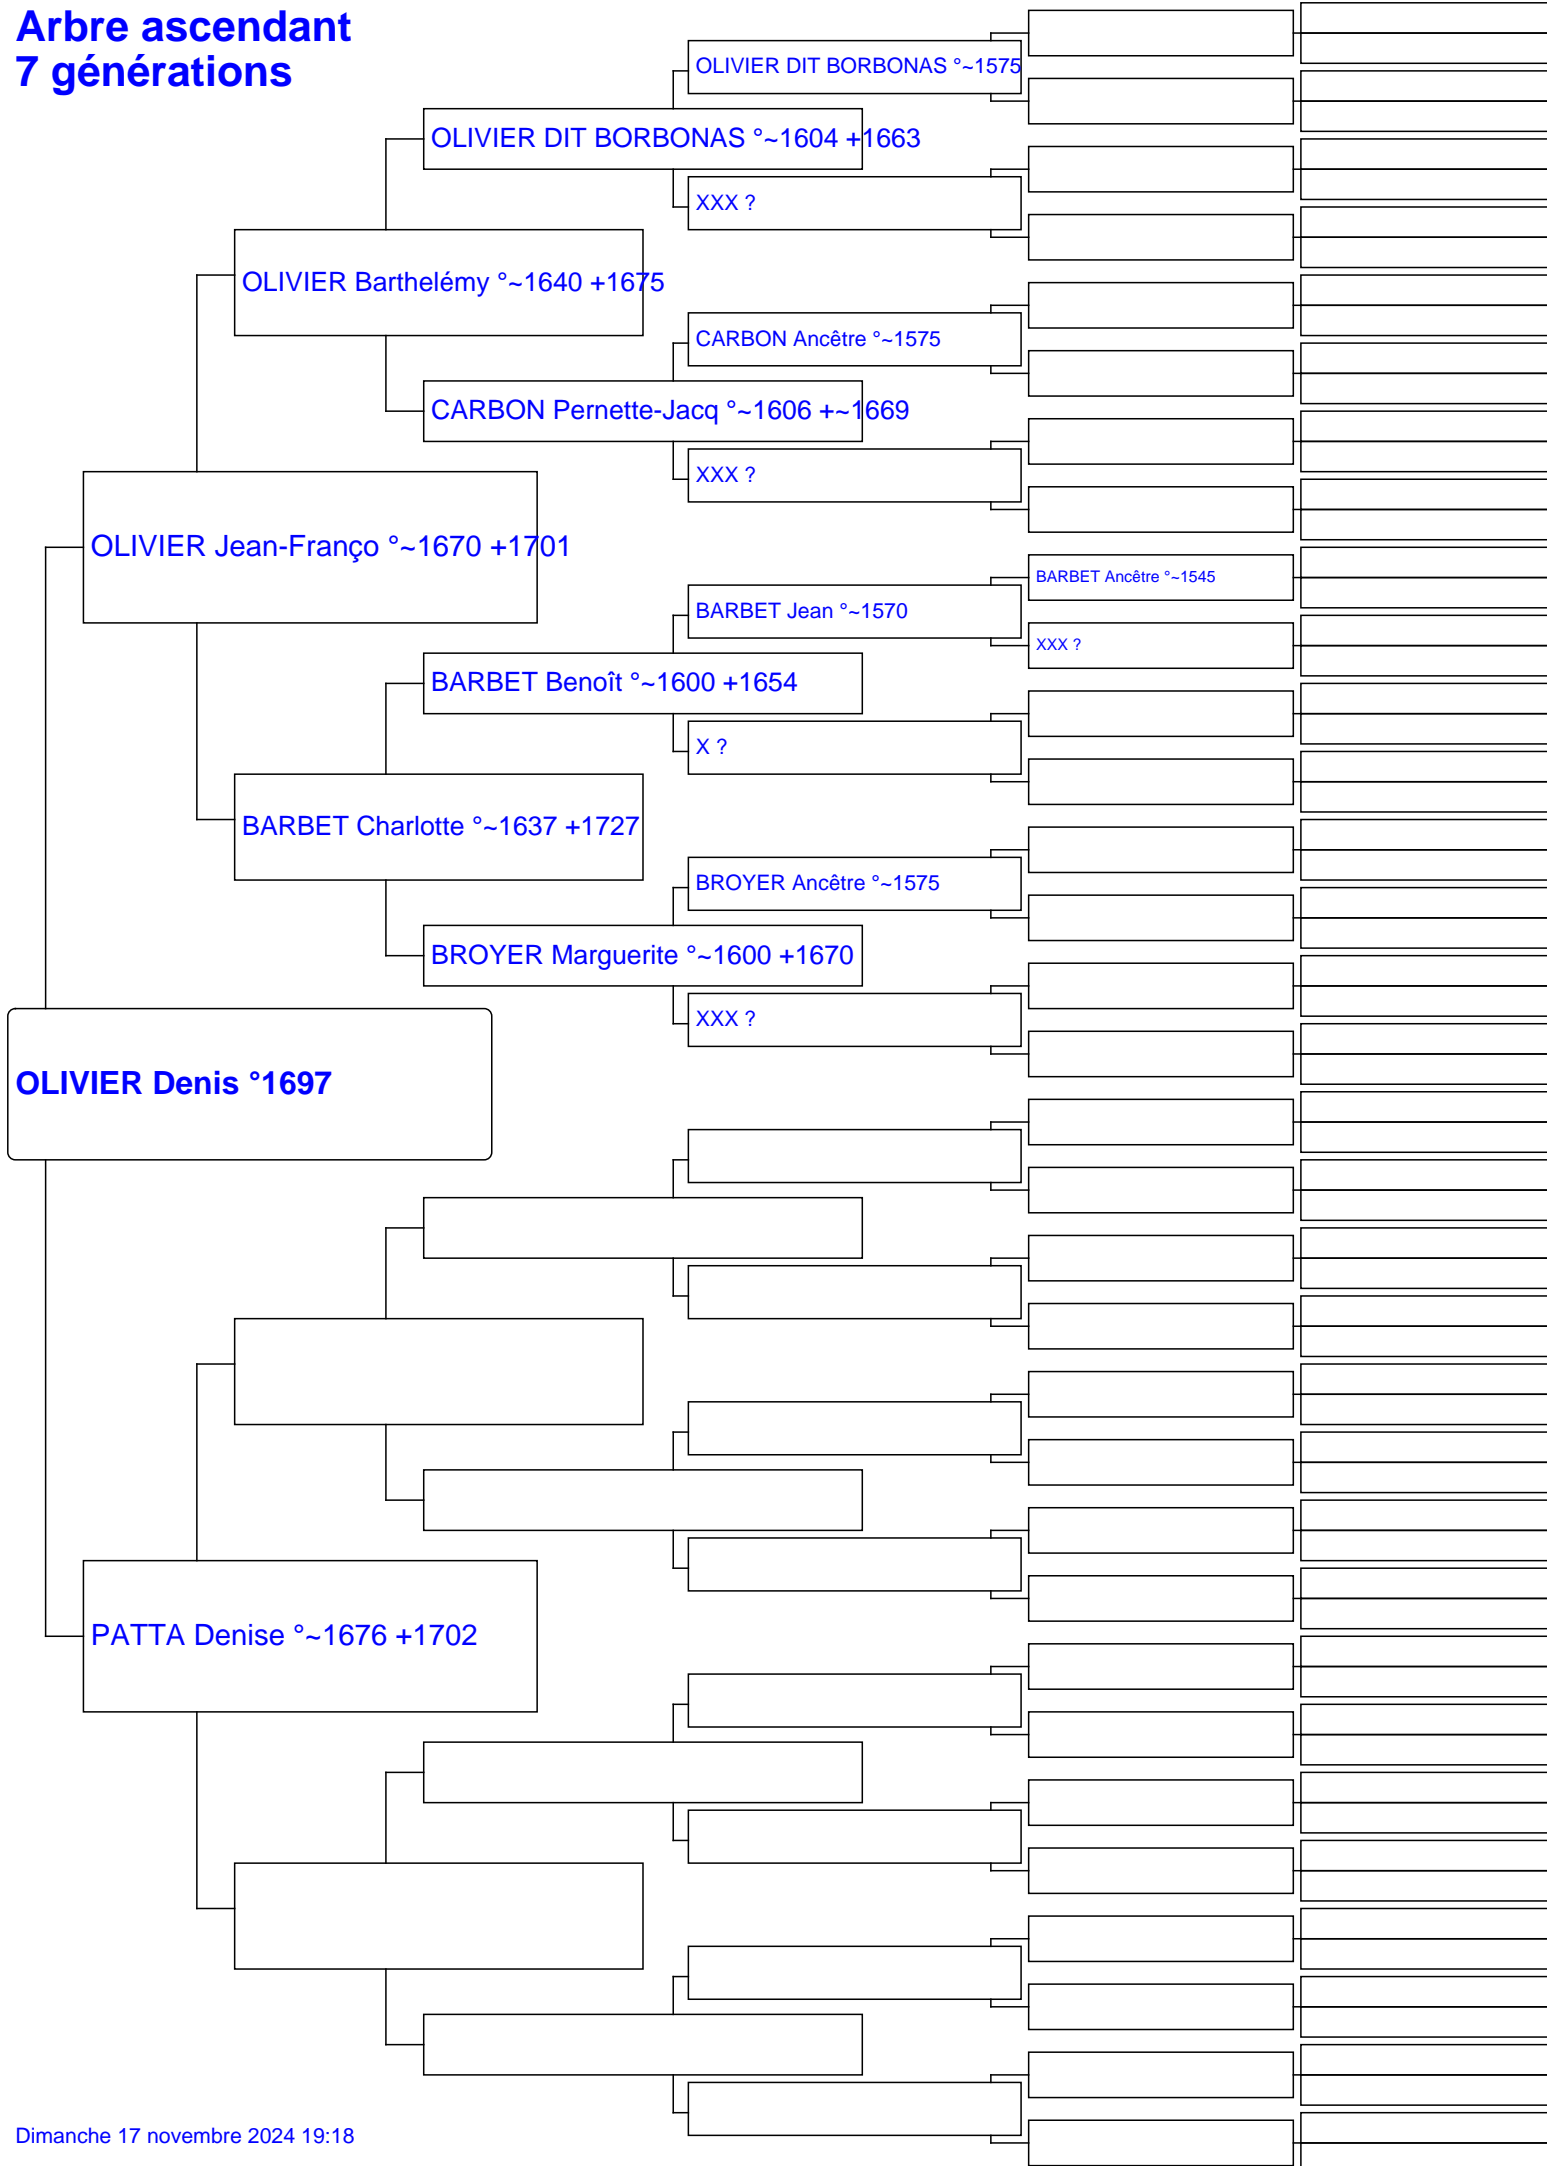 Arbre ascendant
7 générations
OLIVIER DIT BORBONAS °~1575
OLIVIER DIT BORBONAS °~1604 +1663
XXX ?
OLIVIER Barthelémy °~1640 +1675
CARBON Ancêtre °~1575
CARBON Pernette-Jacq °~1606 +~1669
XXX ?
OLIVIER Jean-Franço °~1670 +1701
BARBET Ancêtre °~1545
BARBET Jean °~1570
XXX ?
BARBET Benoît °~1600 +1654
X ?
BARBET Charlotte °~1637 +1727
BROYER Ancêtre °~1575
BROYER Marguerite °~1600 +1670
XXX ?
OLIVIER Denis °1697
PATTA Denise °~1676 +1702
Dimanche 17 novembre 2024 19:18